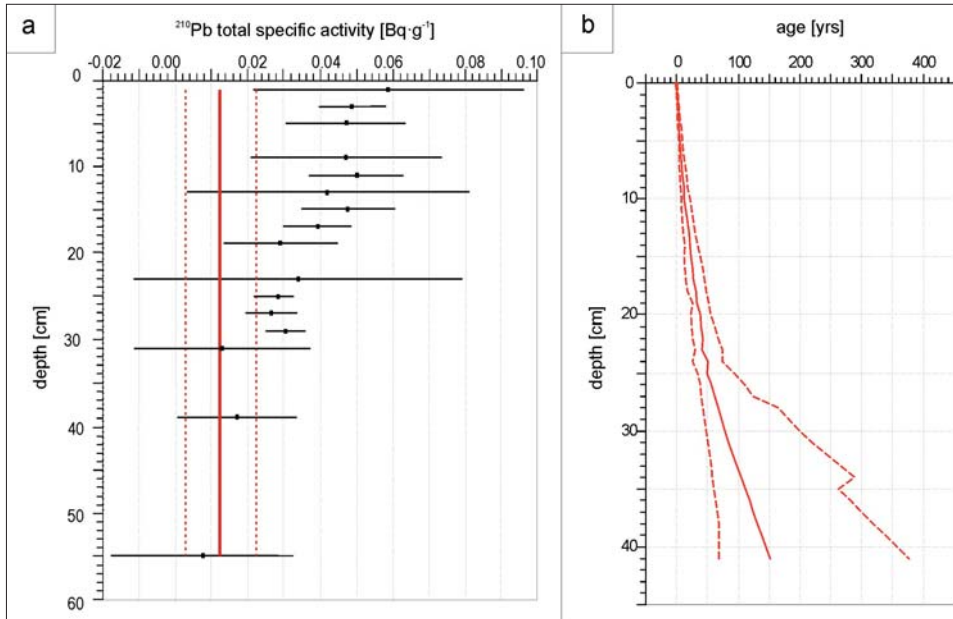 a
²¹⁰Pb total specific activity [Bq·g⁻¹]
-0.02 0.00 0.02 0.04 0.06 0.08 0.10
0
10
20
30
40
50
60
depth [cm]
b
age [yrs]
0 50 100 200 300 400
0
10
20
30
40
depth [cm]